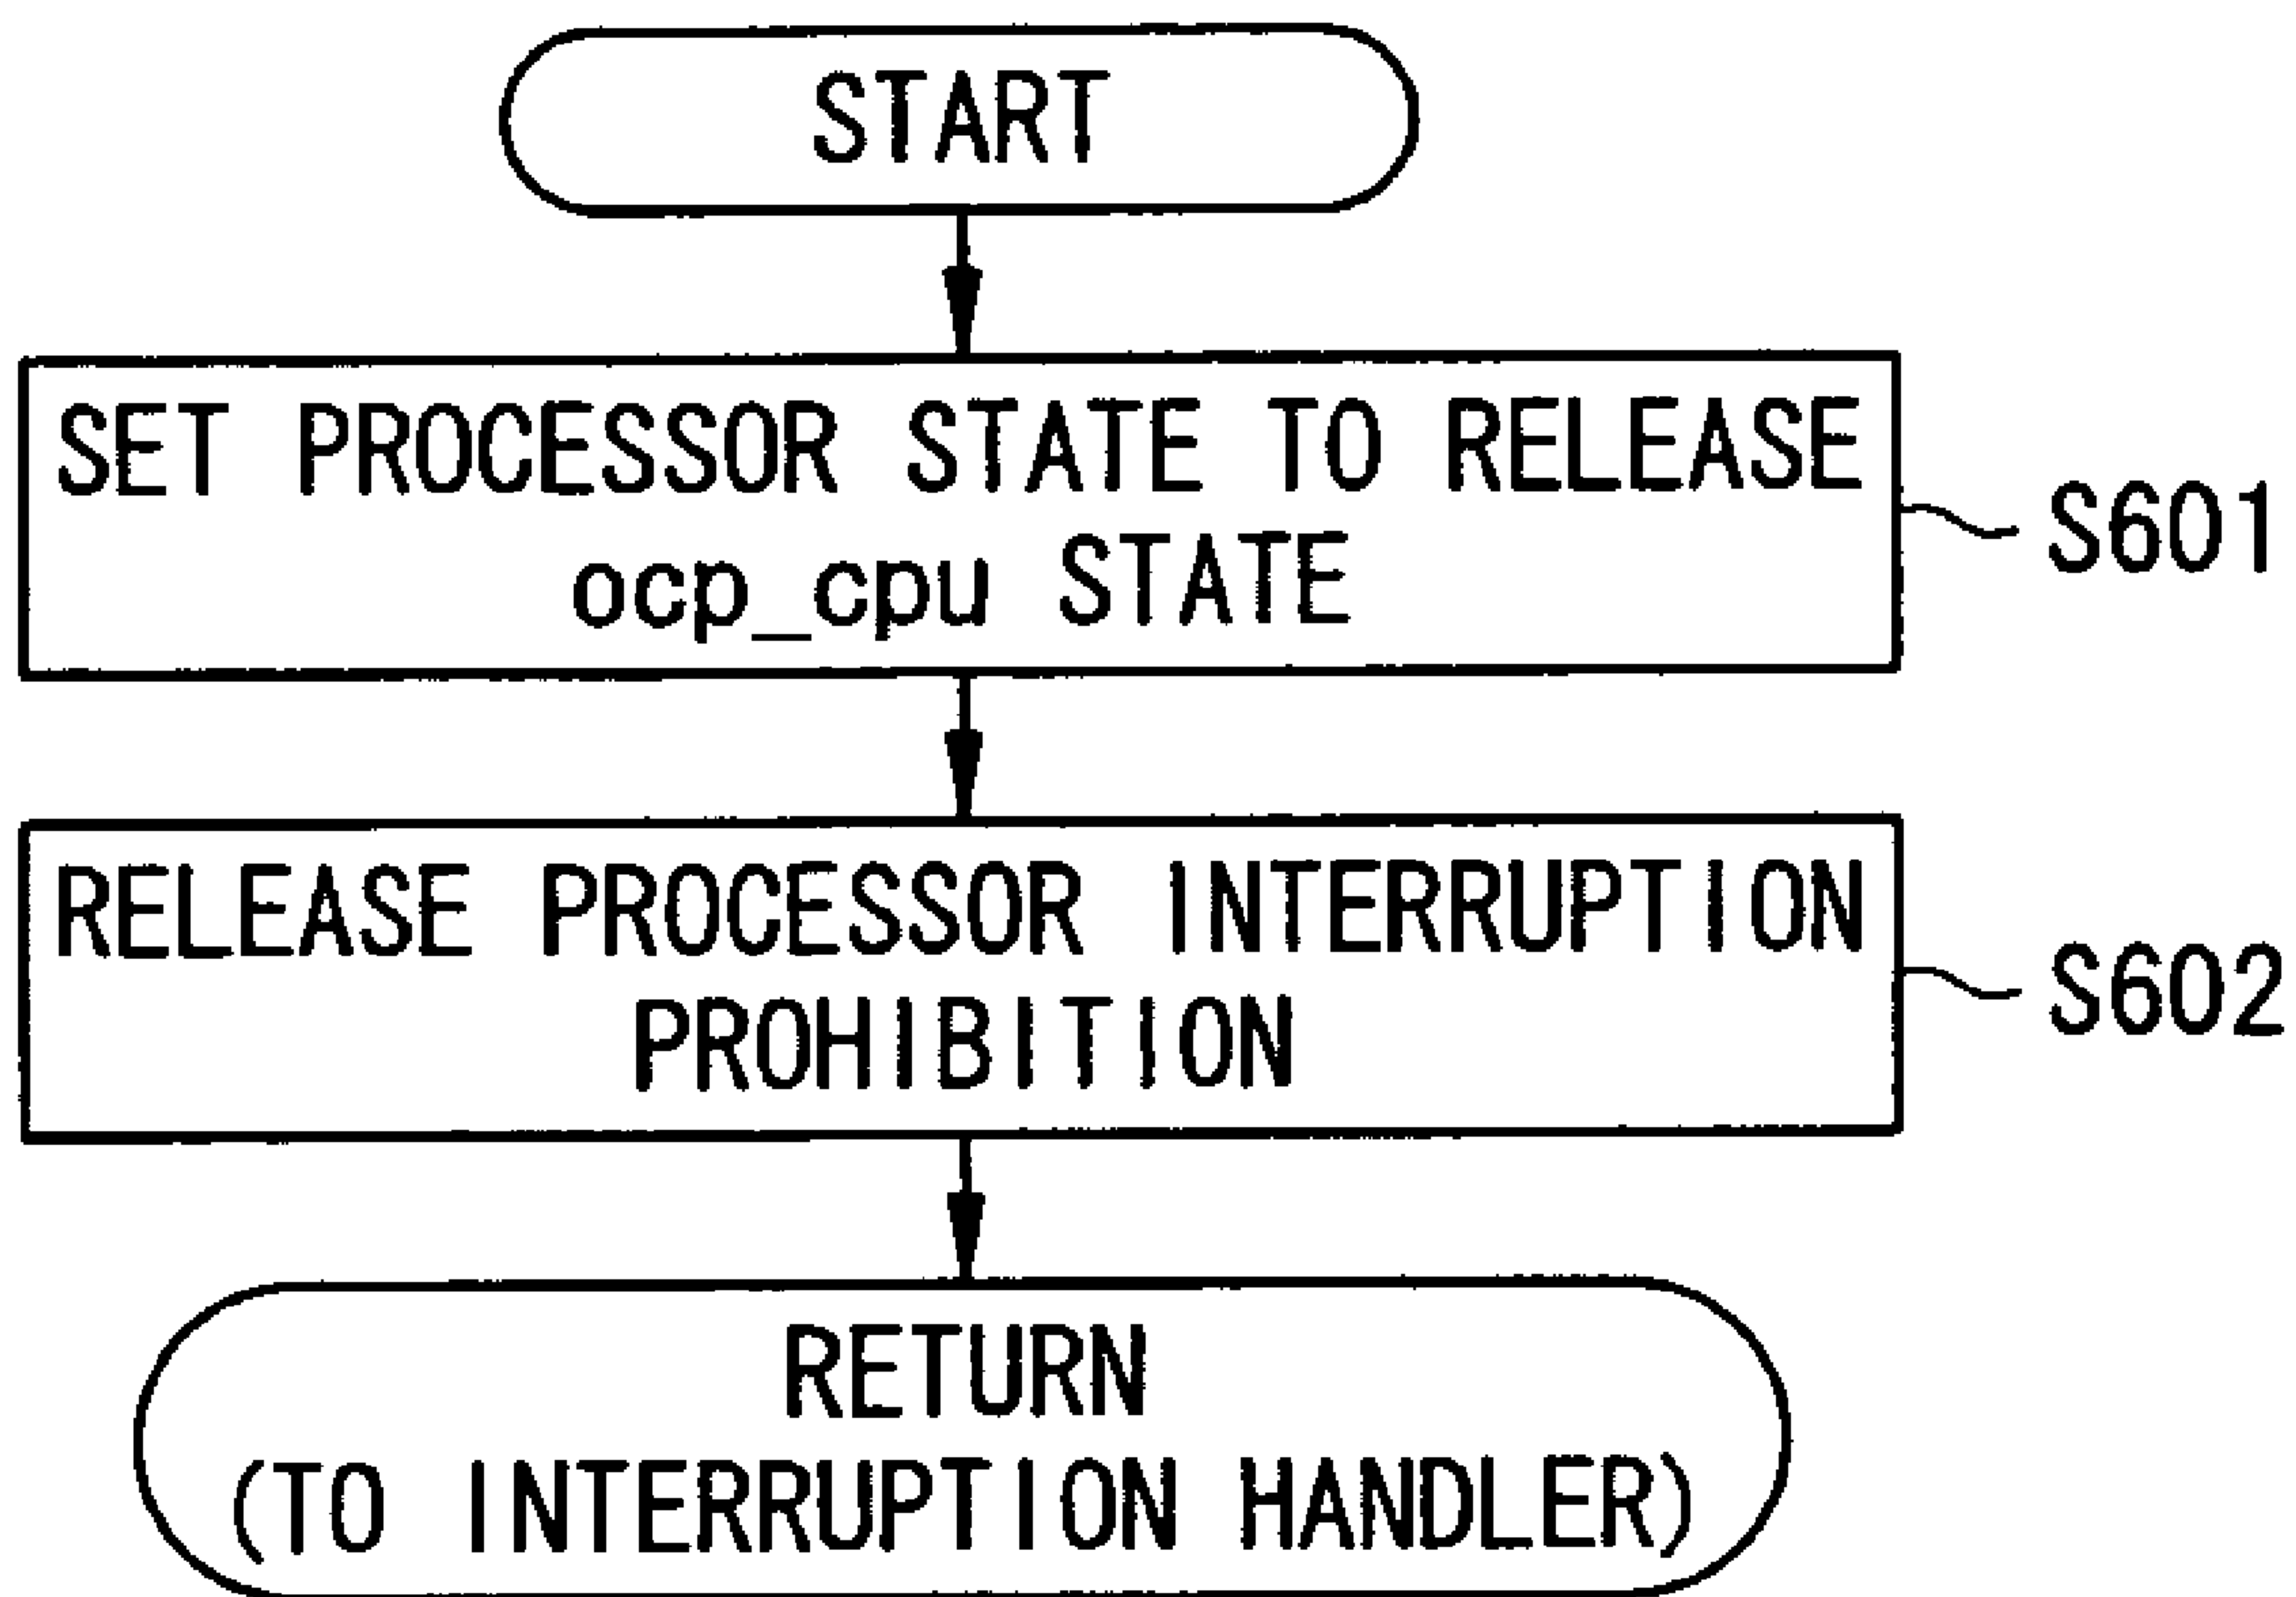 START
SET PROCESSOR STATE TO RELEASE
ocp_cpu STATE
S601
RELEASE PROCESSOR INTERRUPTION
PROHIBITION
S602
RETURN
(TO INTERRUPTION HANDLER)